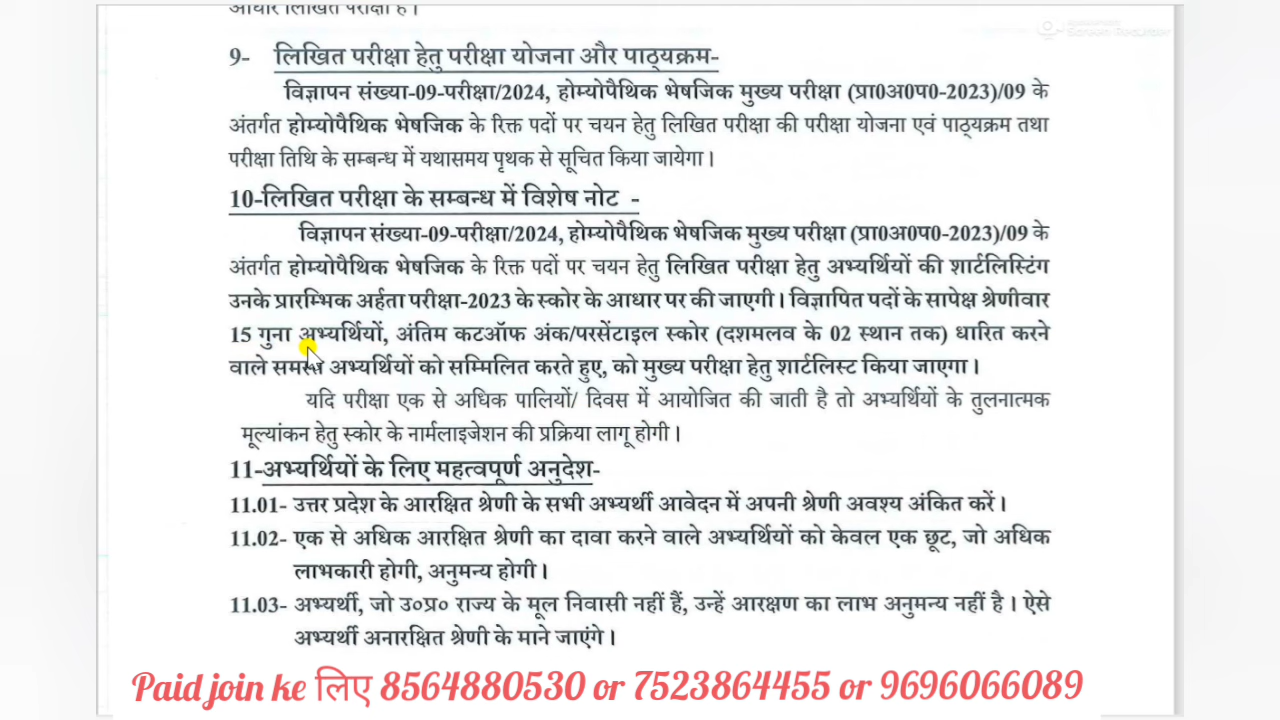 आधार लिखित परीक्षा है।
Screen Recorder
9- लिखित परीक्षा हेतु परीक्षा योजना और पाठ्यक्रम-
विज्ञापन संख्या-09-परीक्षा/2024, होम्योपैथिक भेषजिक मुख्य परीक्षा (प्रा0अ0प0-2023)/09 के
अंतर्गत होम्योपैथिक भेषजिक के रिक्त पदों पर चयन हेतु लिखित परीक्षा की परीक्षा योजना एवं पाठ्यक्रम तथा
परीक्षा तिथि के सम्बन्ध में यथासमय पृथक से सूचित किया जायेगा।
10-लिखित परीक्षा के सम्बन्ध में विशेष नोट -
विज्ञापन संख्या-09-परीक्षा/2024, होम्योपैथिक भेषजिक मुख्य परीक्षा (प्रा0अ0प0-2023)/09 के
अंतर्गत होम्योपैथिक भेषजिक के रिक्त पदों पर चयन हेतु लिखित परीक्षा हेतु अभ्यर्थियों की शार्टलिस्टिंग
उनके प्रारम्भिक अर्हता परीक्षा-2023 के स्कोर के आधार पर की जाएगी। विज्ञापित पदों के सापेक्ष श्रेणीवार
15 गुना अभ्यर्थियों, अंतिम कटऑफ अंक/परसेंटाइल स्कोर (दशमलव के 02 स्थान तक) धारित करने
वाले समस्त अभ्यर्थियों को सम्मिलित करते हुए, को मुख्य परीक्षा हेतु शार्टलिस्ट किया जाएगा।
यदि परीक्षा एक से अधिक पालियों/ दिवस में आयोजित की जाती है तो अभ्यर्थियों के तुलनात्मक
मूल्यांकन हेतु स्कोर के नार्मलाइजेशन की प्रक्रिया लागू होगी।
11-अभ्यर्थियों के लिए महत्वपूर्ण अनुदेश-
11.01- उत्तर प्रदेश के आरक्षित श्रेणी के सभी अभ्यर्थी आवेदन में अपनी श्रेणी अवश्य अंकित करें।
11.02- एक से अधिक आरक्षित श्रेणी का दावा करने वाले अभ्यर्थियों को केवल एक छूट, जो अधिक
लाभकारी होगी, अनुमन्य होगी।
11.03- अभ्यर्थी, जो उ०प्र० राज्य के मूल निवासी नहीं हैं, उन्हें आरक्षण का लाभ अनुमन्य नहीं है। ऐसे
अभ्यर्थी अनारक्षित श्रेणी के माने जाएंगे।
Paid join ke लिए 8564880530 or 7523864455 or 9696066089